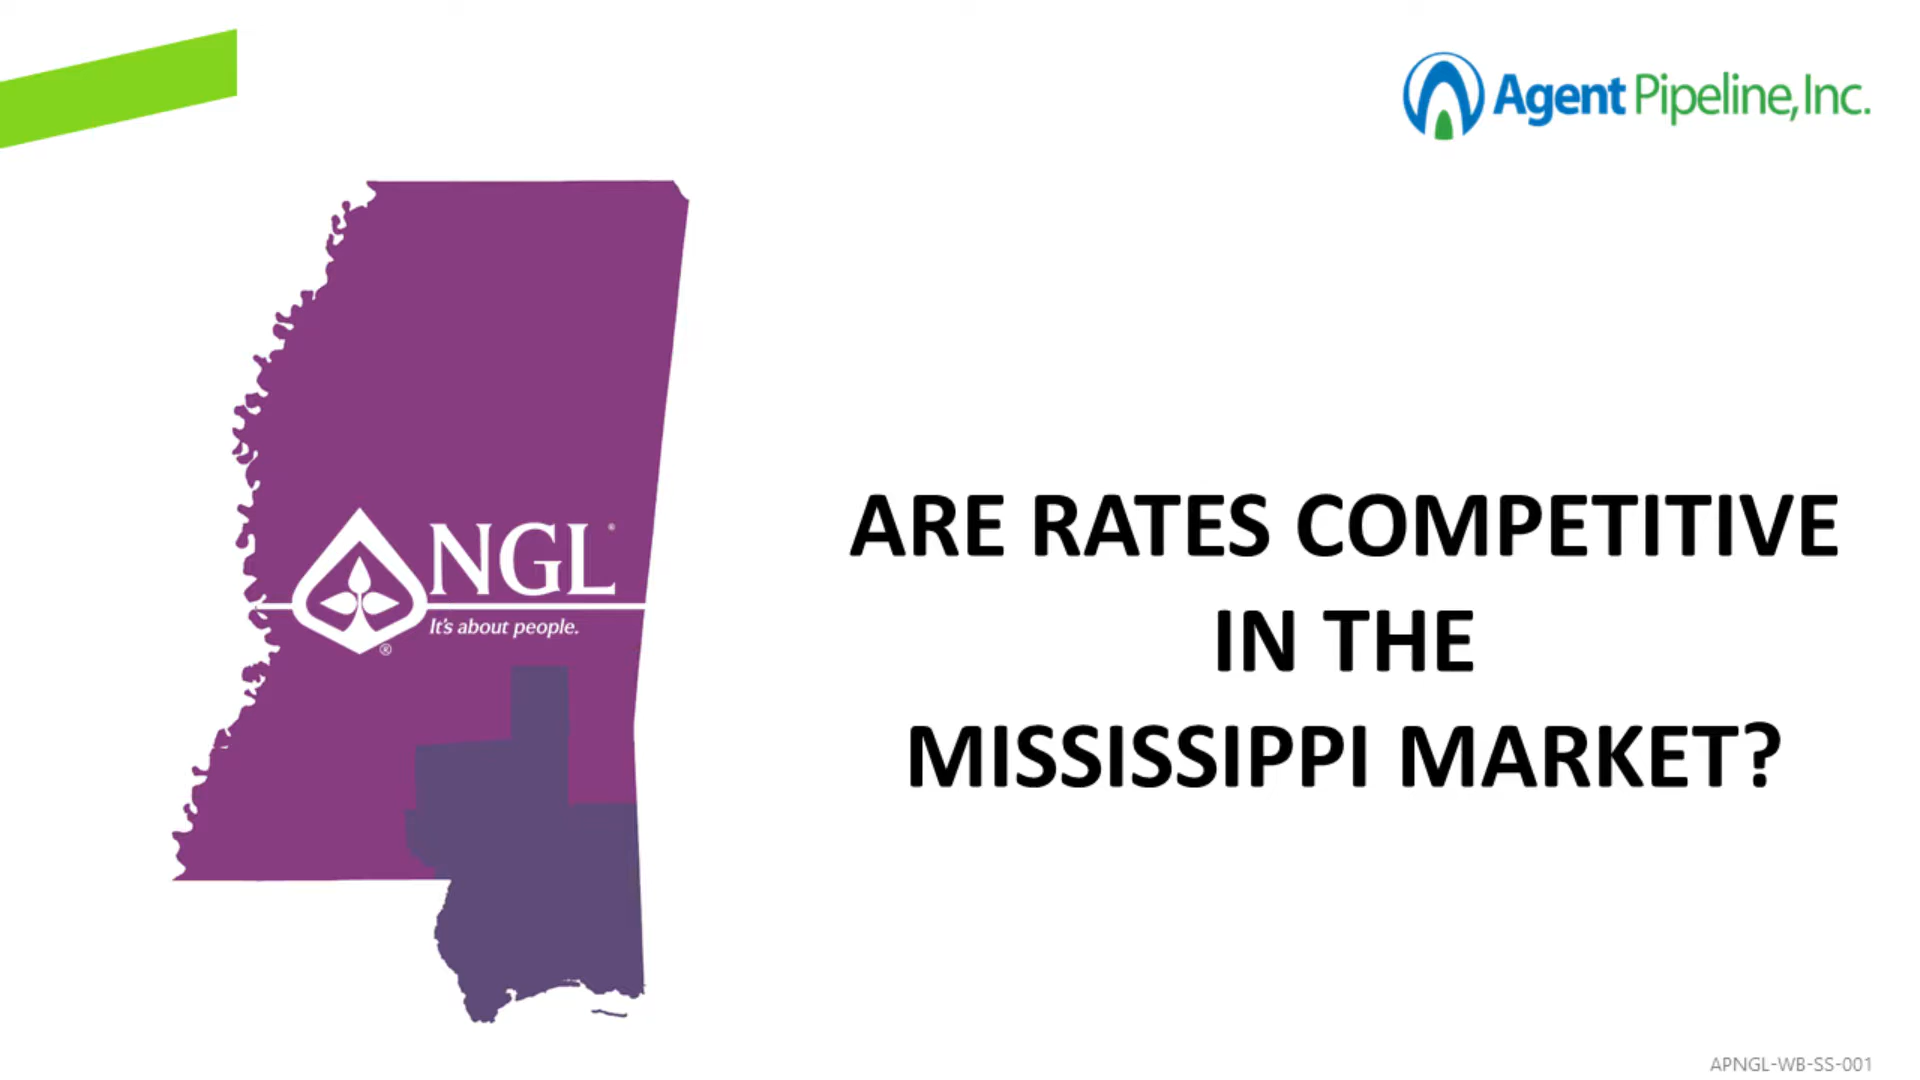 Agent Pipeline, Inc.
NGL®
It's about people.
®
ARE RATES COMPETITIVE
IN THE
MISSISSIPPI MARKET?
APNGL-WB-SS-001